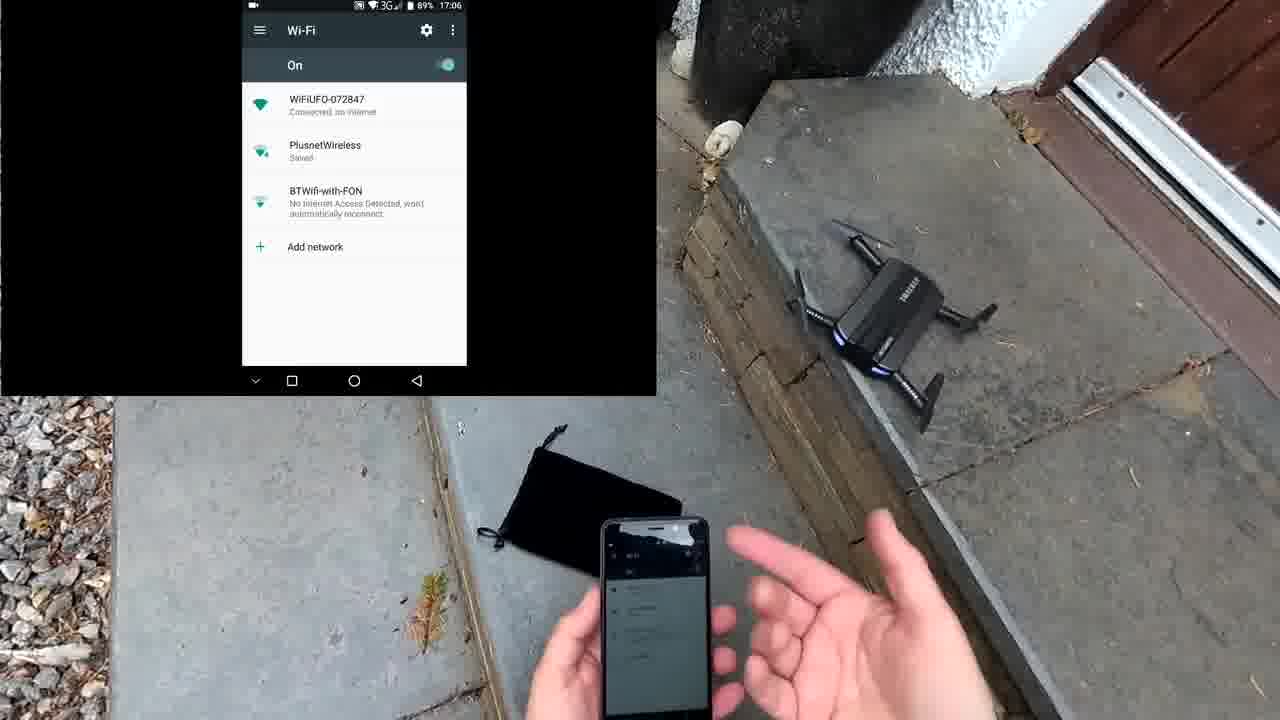 3G 89% 17:06
Wi-Fi
On
WiFiUFO-072847
Connected, no Internet
PlusnetWireless
Saved
BTWifi-with-FON
No Internet Access Detected, won't
automatically reconnect.
Add network
TRACKER